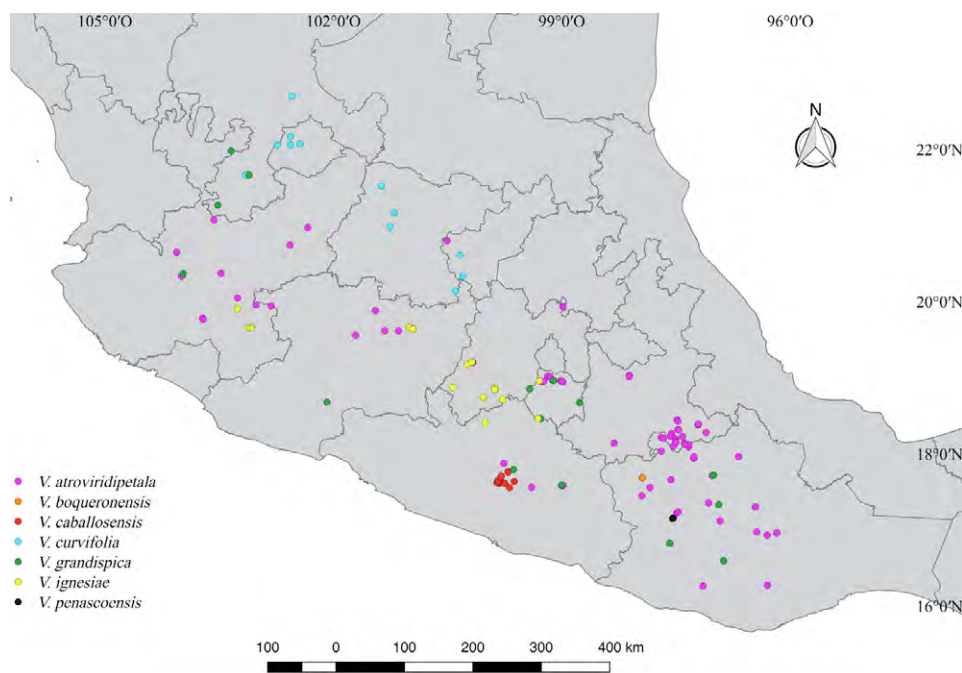 105°0'O 102°0'O 99°0'O 96°0'O
N
22°0'N
20°0'N
18°0'N
16°0'N
V. atroviridipetala
V. boqueronensis
V. caballosensis
V. curvifolia
V. grandispica
V. ignesiae
V. penascoensis
100 0 100 200 300 400 km